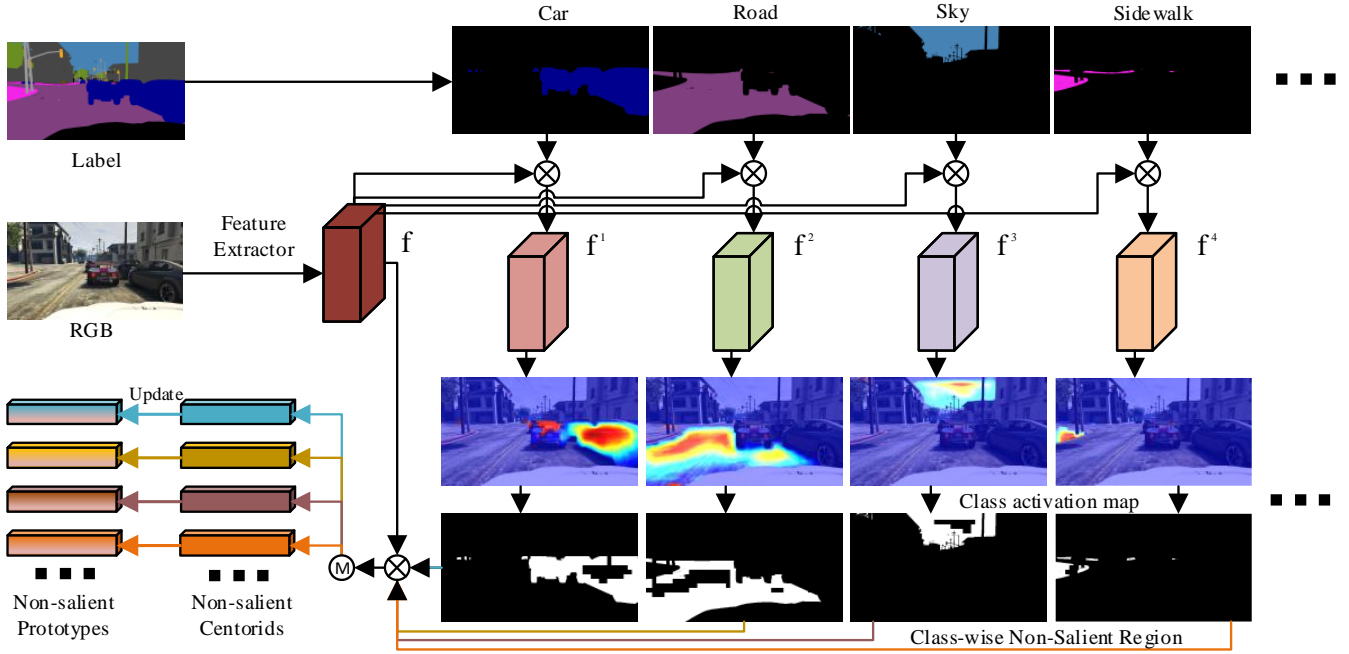 Car
Road
Sky
Sidewalk
Label
Feature
Extractor
f
f1
f2
f3
f4
RGB
Update
Class activation map
M
Non-salient
Prototypes
Non-salient
Centorids
Class-wise Non-Salient Region